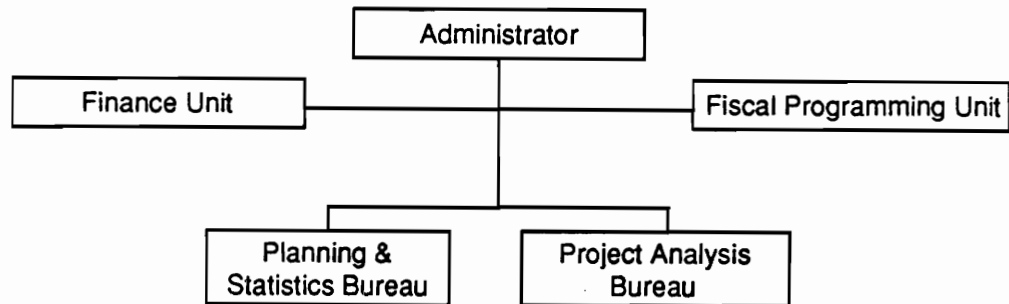 Administrator
Finance Unit
Fiscal Programming Unit
Planning &
Statistics Bureau
Project Analysis
Bureau